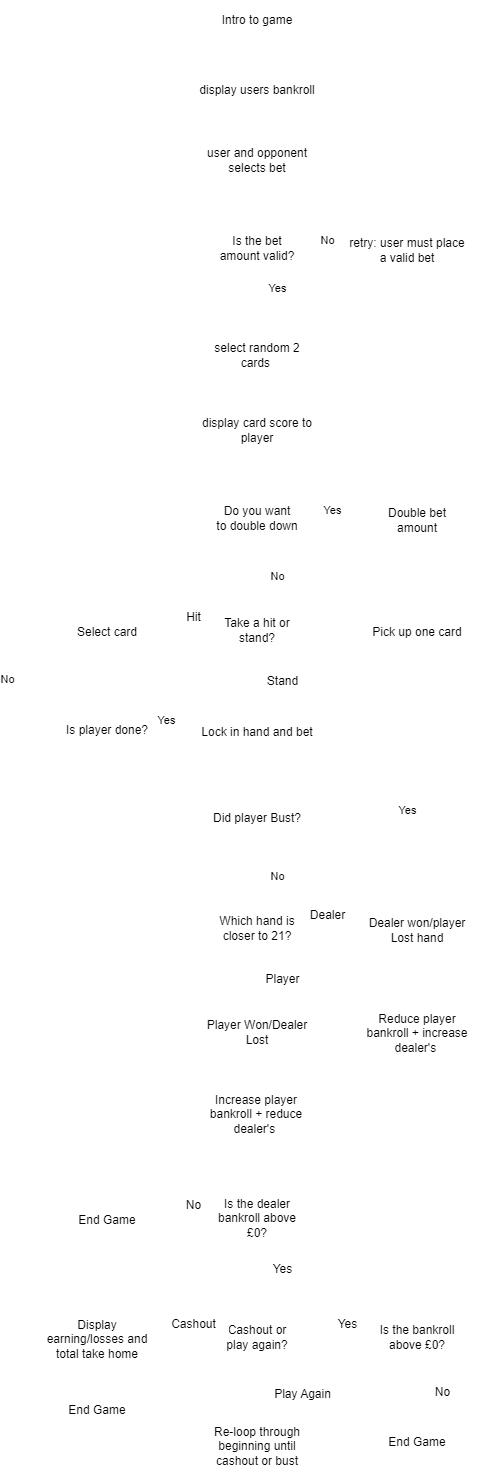 Intro to game
display users bankroll
user and opponent
selects bet
Is the bet
amount valid?
No
retry: user must place
a valid bet
Yes
select random 2
cards
display card score to
player
Do you want
to double down
Yes
Double bet
amount
No
Select card
Hit
Take a hit or
stand?
Pick up one card
No
Stand
Is player done?
Yes
Lock in hand and bet
Did player Bust?
Yes
No
Which hand is
closer to 21?
Dealer
Dealer won/player
Lost hand
Player
Player Won/Dealer
Lost
Reduce player
bankroll + increase
dealer's
Increase player
bankroll + reduce
dealer's
End Game
No
Is the dealer
bankroll above
£0?
Yes
Display
earning/losses and
total take home
Cashout
Cashout or
play again?
Yes
Is the bankroll
above £0?
Play Again
No
End Game
Re-loop through
beginning until
cashout or bust
End Game